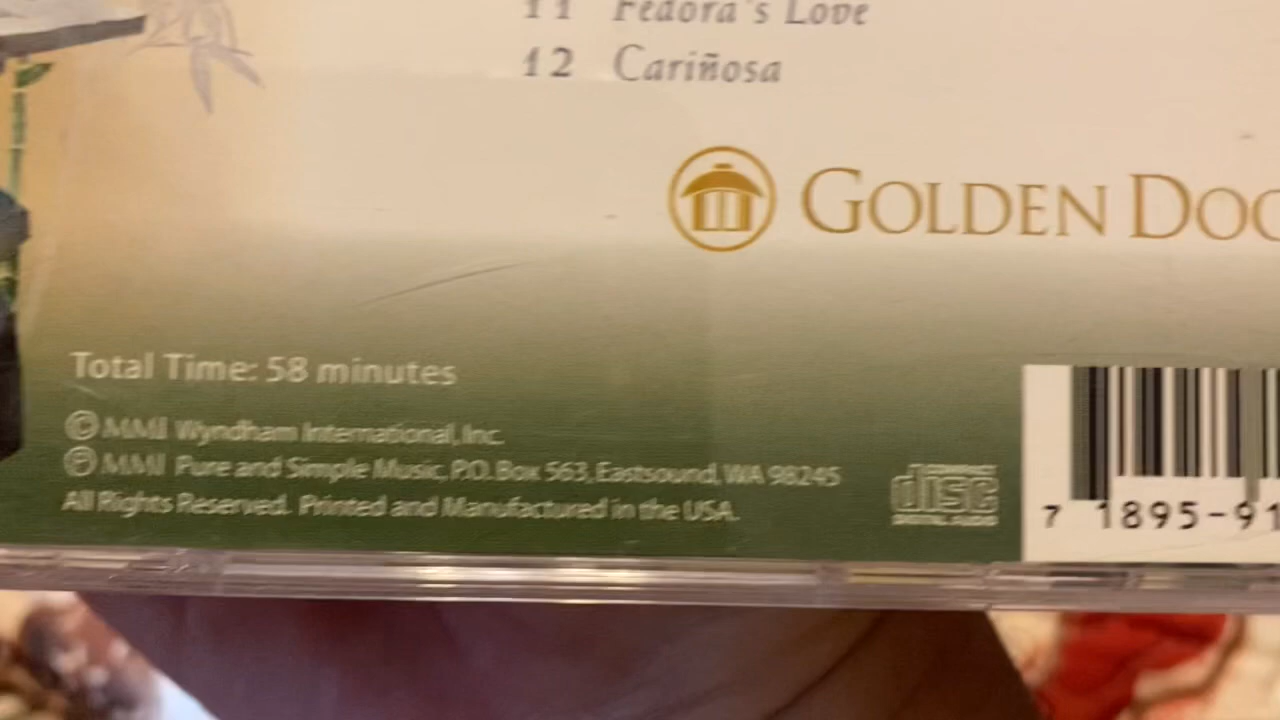 11 Fedora's Love
12 Cariñosa
GOLDEN DOO
Total Time: 58 minutes
© MMI Wyndham International, Inc.
℗ MMI Pure and Simple Music, P.O. Box 563, Eastsound, WA 98245
All Rights Reserved. Printed and Manufactured in the USA.
COMPACT
disc
DIGITAL AUDIO
7 1895-91